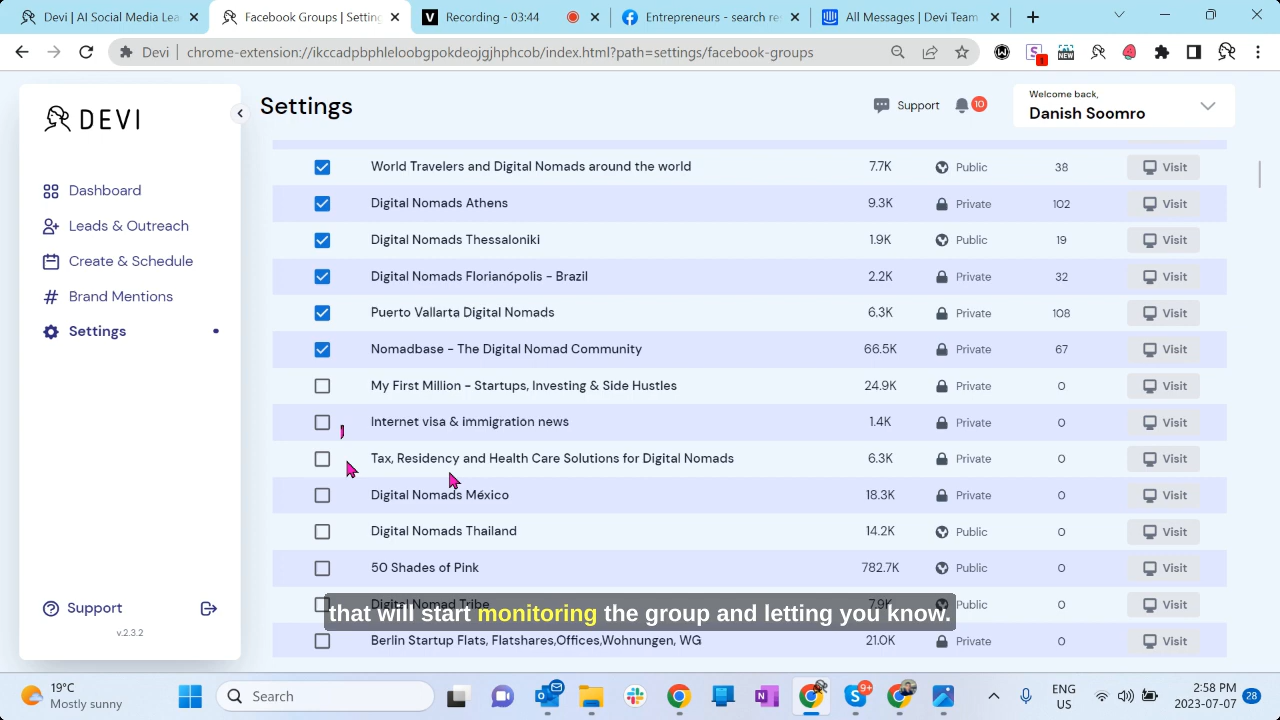 Devi | AI Social Media Lea
Facebook Groups | Setting
Recording - 03:44
Entrepreneurs - search res
All Messages | Devi Team
Devi
chrome-extension://ikccadpbphleloobgpokdeojgjhphcob/index.html?path=settings/facebook-groups
1
NEW
DEVI
Settings
Support
10
Welcome back,
Danish Soomro
Dashboard
Leads & Outreach
Create & Schedule
Brand Mentions
Settings
Support
v.2.3.2
World Travelers and Digital Nomads around the world 7.7K Public 38 Visit
Digital Nomads Athens 9.3K Private 102 Visit
Digital Nomads Thessaloniki 1.9K Public 19 Visit
Digital Nomads Florianópolis - Brazil 2.2K Private 32 Visit
Puerto Vallarta Digital Nomads 6.3K Private 108 Visit
Nomadbase - The Digital Nomad Community 66.5K Private 67 Visit
My First Million - Startups, Investing & Side Hustles 24.9K Private 0 Visit
Internet visa & immigration news 1.4K Private 0 Visit
Tax, Residency and Health Care Solutions for Digital Nomads 6.3K Private 0 Visit
Digital Nomads México 18.3K Private 0 Visit
Digital Nomads Thailand 14.2K Public 0 Visit
50 Shades of Pink 782.7K Public 0 Visit
Digital Nomad Tribe 7.9K Public 0 Visit
that will start monitoring the group and letting you know.
Berlin Startup Flats, Flatshares,Offices,Wohnungen, WG 21.0K Private 0 Visit
19°C
Mostly sunny
Search
9+
ENG
US
2:58 PM
2023-07-07
28